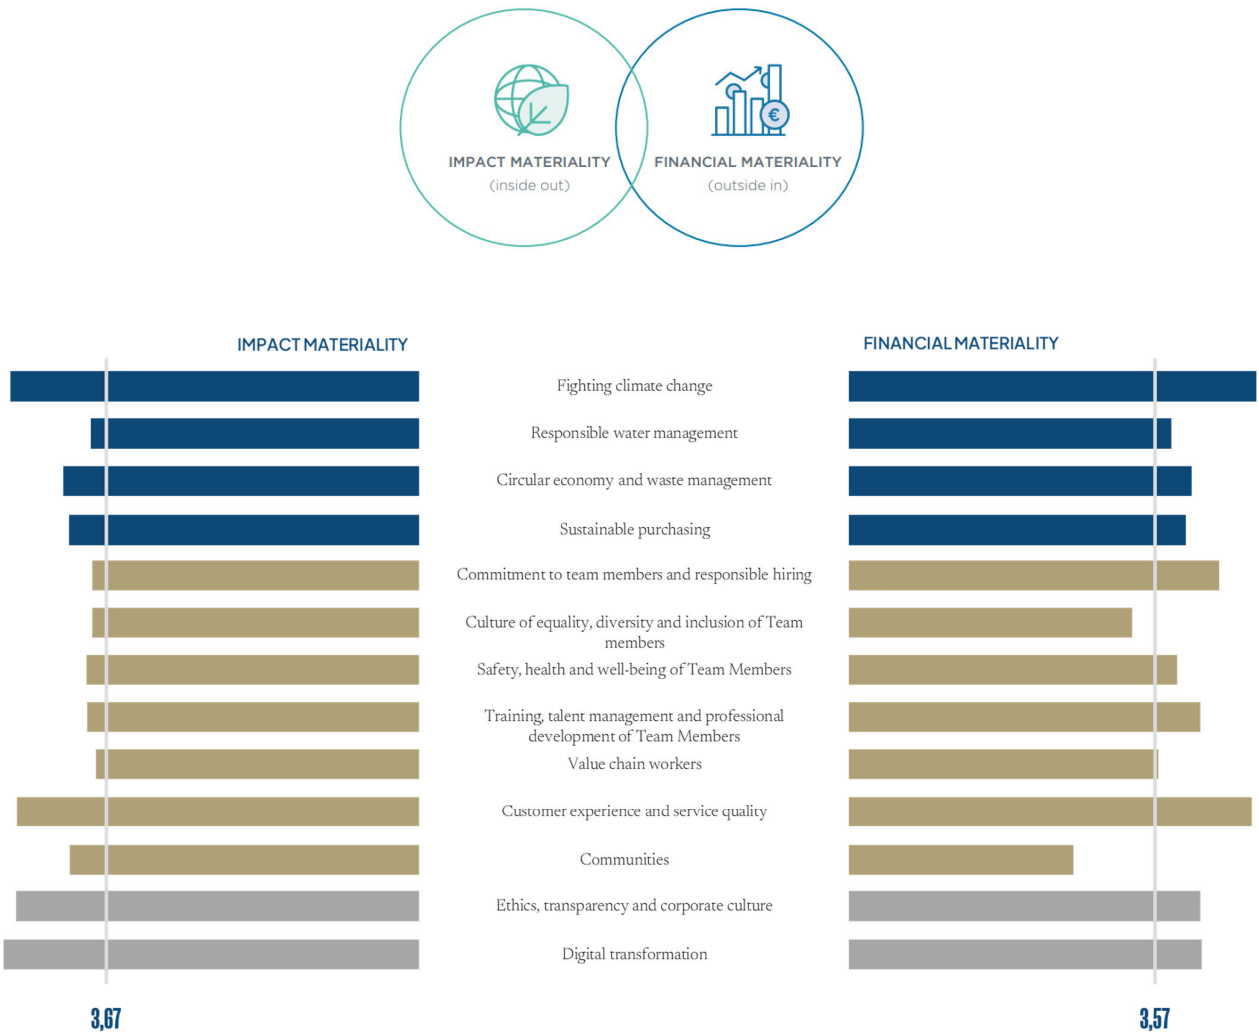 €
IMPACT MATERIALITY
(inside out)
FINANCIAL MATERIALITY
(outside in)
IMPACT MATERIALITY
FINANCIAL MATERIALITY
Fighting climate change
Responsible water management
Circular economy and waste management
Sustainable purchasing
Commitment to team members and responsible hiring
Culture of equality, diversity and inclusion of Team
members
Safety, health and well-being of Team Members
Training, talent management and professional
development of Team Members
Value chain workers
Customer experience and service quality
Communities
Ethics, transparency and corporate culture
Digital transformation
3,67
3,57